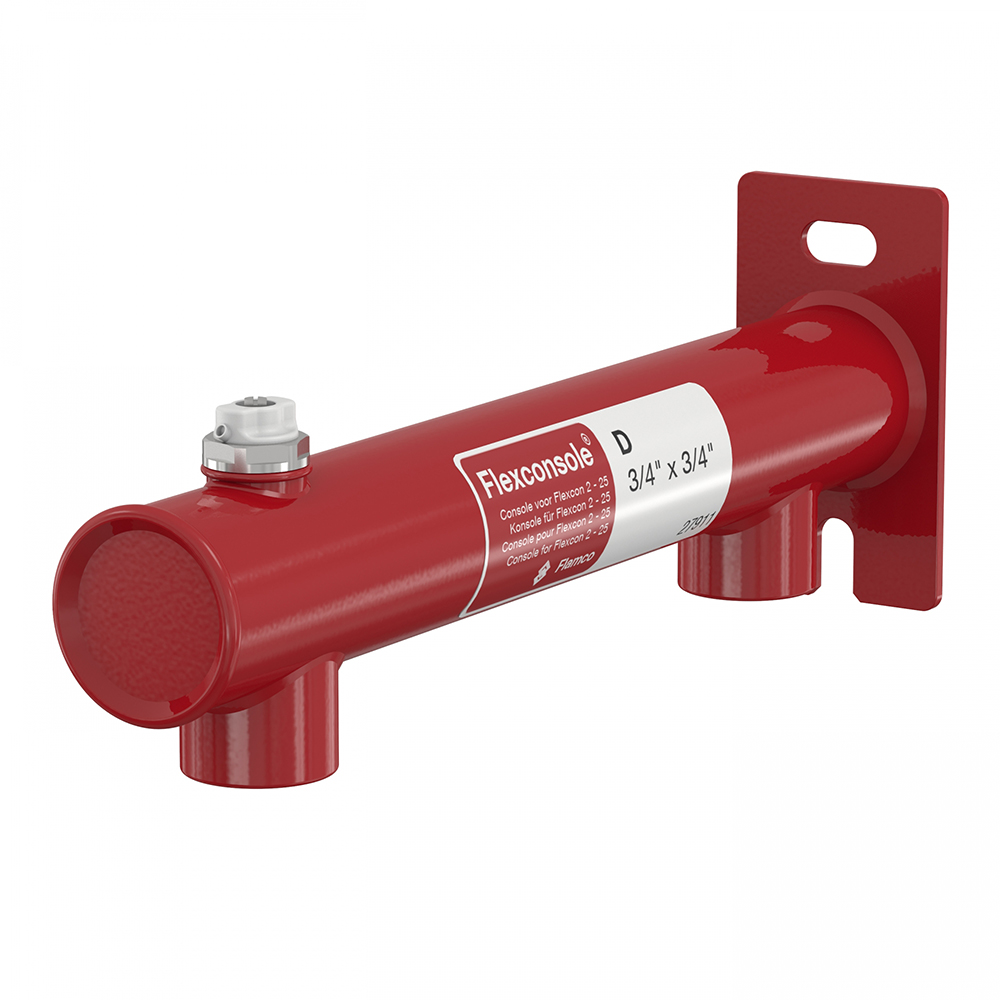 Flexconsole®
Console voor Flexcon 2 - 25
Konsole für Flexcon 2 - 25
Console pour Flexcon 2 - 25
Console for Flexcon 2 - 25
Flamco
D
3/4" x 3/4"
27911